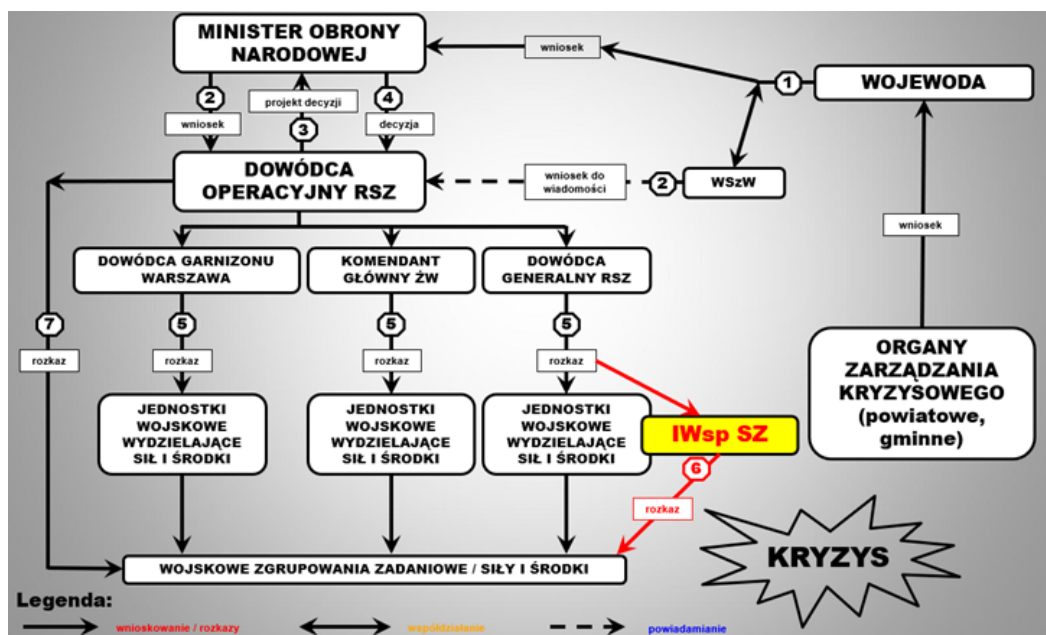 MINISTER OBRONY
NARODOWEJ
wniosek
1
WOJEWODA
2
projekt decyzji
4
wniosek
3
decyzja
DOWÓDCA
OPERACYJNY RSZ
wniosek do
wiadomości
2
WSzW
wniosek
DOWÓDCA GARNIZONU
WARSZAWA
KOMENDANT
GŁÓWNY ŻW
DOWÓDCA
GENERALNY RSZ
7
5
5
5
rozkaz
rozkaz
rozkaz
rozkaz
ORGANY
ZARZĄDZANIA
KRYZYSOWEGO
(powiatowe,
gminne)
JEDNOSTKI
WOJSKOWE
WYDZIELAJĄCE
SIŁ I ŚRODKI
JEDNOSTKI
WOJSKOWE
WYDZIELAJĄCE
SIŁ I ŚRODKI
JEDNOSTKI
WOJSKOWE
WYDZIELAJĄCE
SIŁ I ŚRODKI
IWsp SZ
6
rozkaz
KRYZYS
WOJSKOWE ZGRUPOWANIA ZADANIOWE / SIŁY I ŚRODKI
Legenda:
wnioskowanie / rozkazy
współdziałanie
powiadamianie